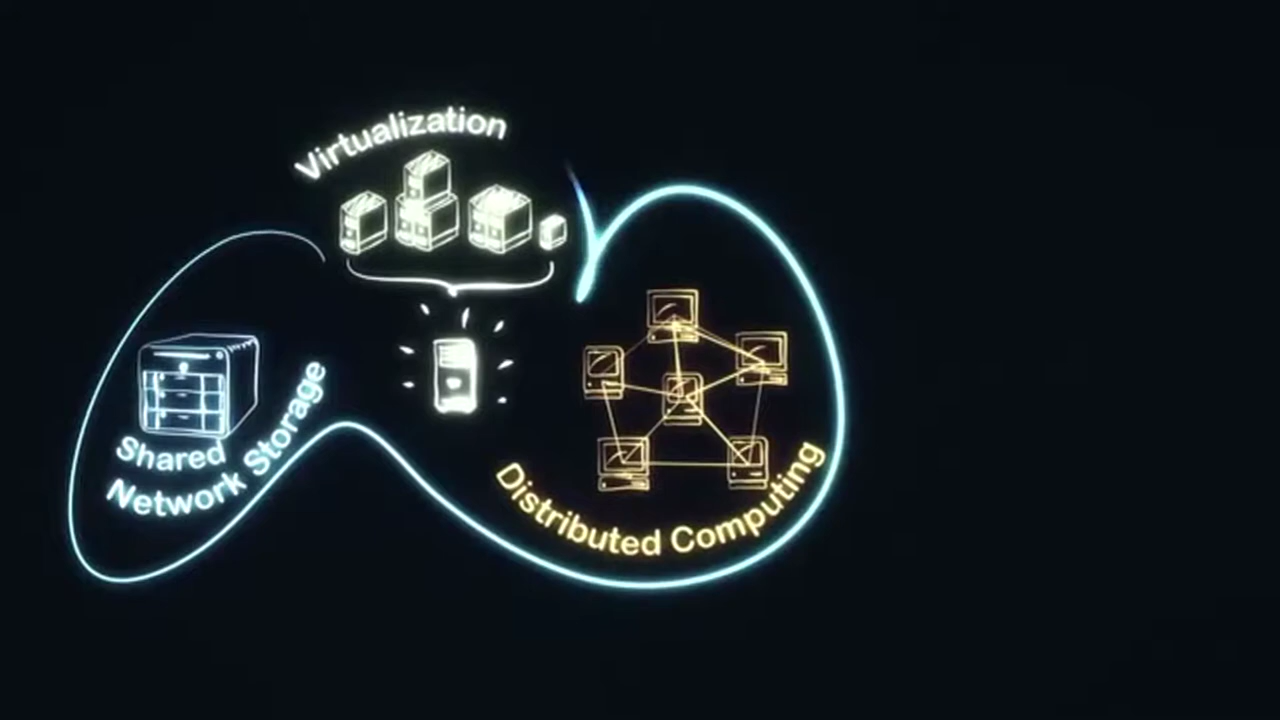 Virtualization
Shared
Network Storage
Distributed Computing